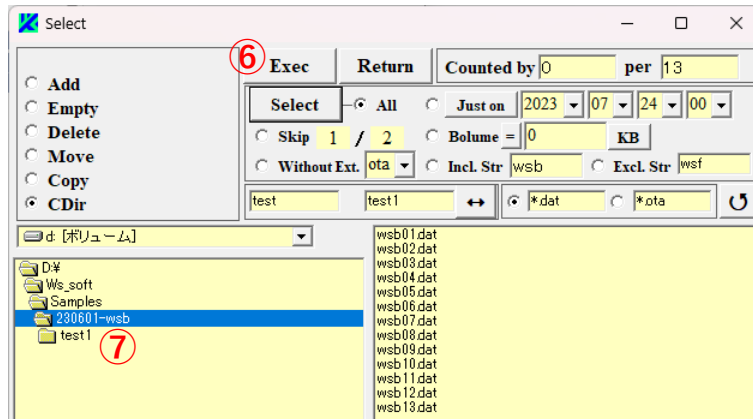 Select
⑥ Exec Return Counted by 0 per 13
Add
Empty
Delete
Move
Copy
CDir
Select All Just on 2023 07 24 00
Skip 1 / 2 Bolume = 0 KB
Without Ext. ota Incl. Str wsb Excl. Str wsf
test test1 ↔ *.dat *.ota ↺
d: [ボリューム]
D:¥
Ws_soft
Samples
230601-wsb
test1
⑦
wsb01.dat
wsb02.dat
wsb03.dat
wsb04.dat
wsb05.dat
wsb06.dat
wsb07.dat
wsb08.dat
wsb09.dat
wsb10.dat
wsb11.dat
wsb12.dat
wsb13.dat